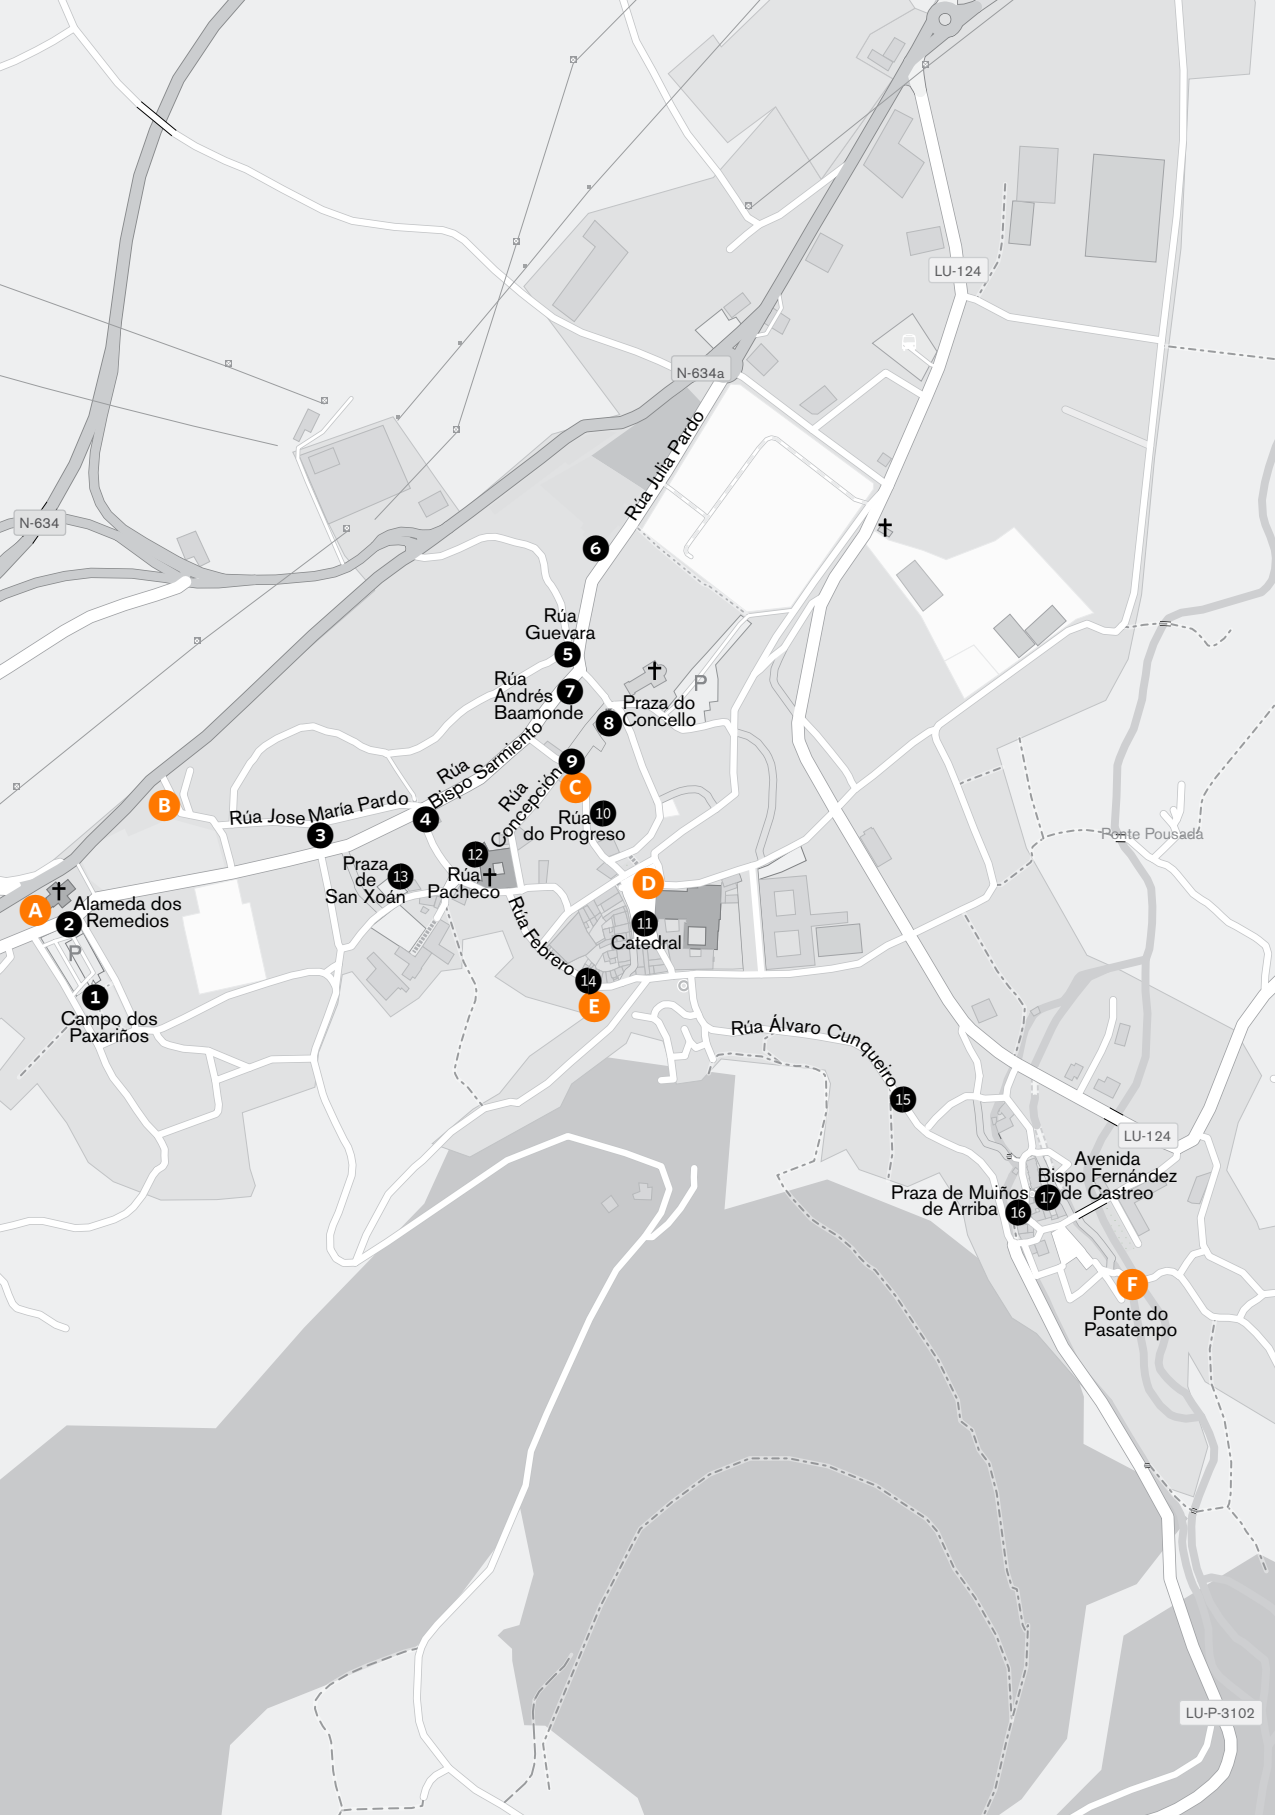 LU-124
N-634a
Rúa Julia Pardo
N-634
6
Rúa
Guevara
5
Rúa
Andrés
Baamonde
7
P
Praza do
Concello
8
Rúa
Bispo Sarmiento
9
C
Rúa
Concepción
B
Rúa Jose María Pardo
3
4
10
Rúa
do Progreso
Ponte Pousada
12
Rúa
Pacheco
Praza
de
San Xoán
13
D
A
Alameda dos
Remedios
2
P
11
Catedral
Rúa Febrero
14
E
1
Campo dos
Paxariños
Rúa Álvaro Cunqueiro
15
LU-124
Avenida
Bispo Fernández
de Castreo
17
Praza de Muiños
de Arriba
16
F
Ponte do
Pasatempo
LU-P-3102